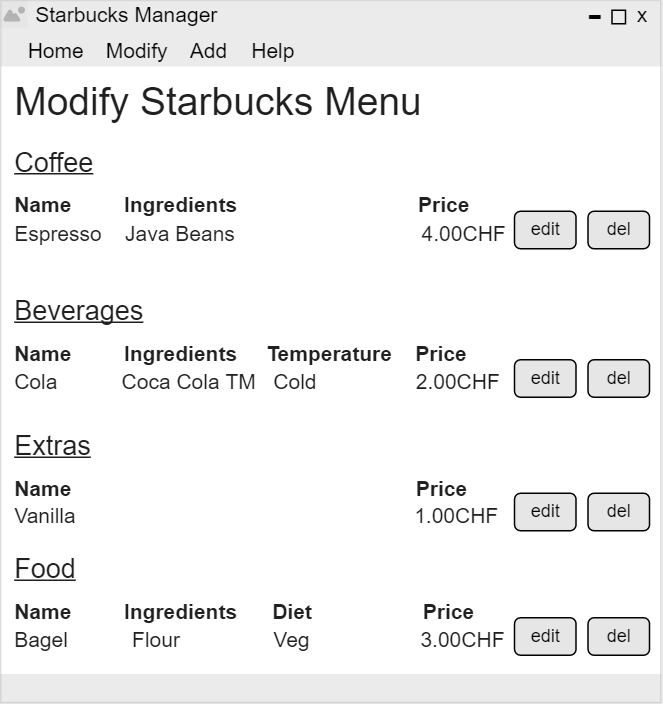 Starbucks Manager x
Home Modify Add Help
Modify Starbucks Menu
Coffee
Name Ingredients Price
Espresso Java Beans 4.00CHF edit del
Beverages
Name Ingredients Temperature Price
Cola Coca Cola TM Cold 2.00CHF edit del
Extras
Name Price
Vanilla 1.00CHF edit del
Food
Name Ingredients Diet Price
Bagel Flour Veg 3.00CHF edit del